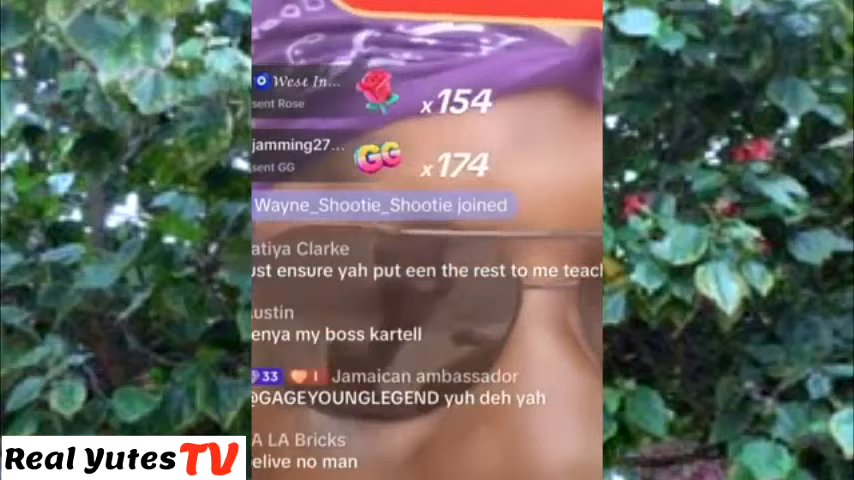 West In...
sent Rose
x154
jamming27...
sent GG
GG
x174
Wayne_Shootie_Shootie joined
atiya Clarke
ust ensure yah put een the rest to me teach
ustin
enya my boss kartell
33
1
Jamaican ambassador
@GAGEYOUNGLEGEND yuh deh yah
A LA Bricks
elive no man
Real Yutes TV